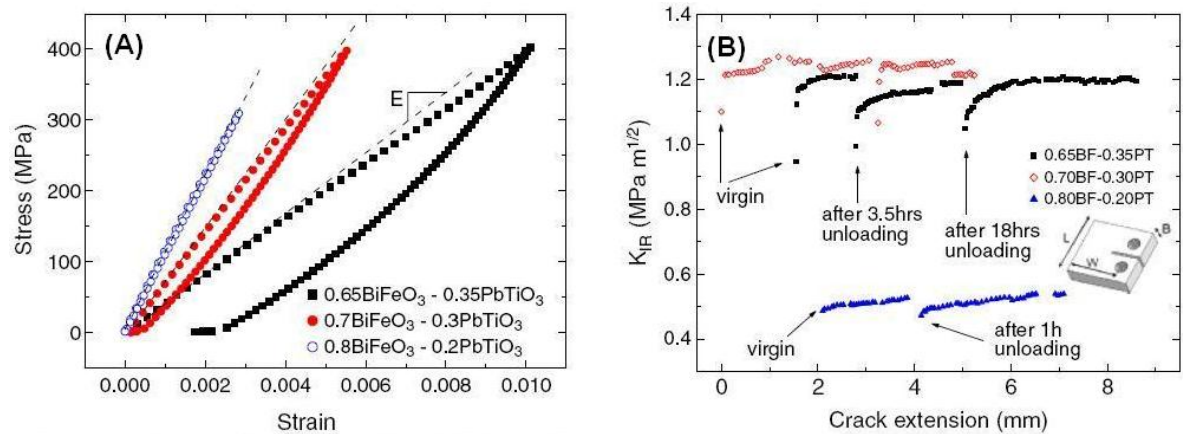 (A)
Stress (MPa)
400
300
200
100
0
E
0.65BiFeO₃ - 0.35PbTiO₃
0.7BiFeO₃ - 0.3PbTiO₃
0.8BiFeO₃ - 0.2PbTiO₃
0.000 0.002 0.004 0.006 0.008 0.010
Strain
(B)
K_IR (MPa m^1/2)
1.4
1.2
1.0
0.8
0.6
0.4
virgin
after 3.5hrs
unloading
after 18hrs
unloading
0.65BF-0.35PT
0.70BF-0.30PT
0.80BF-0.20PT
L
W
B
virgin
after 1h
unloading
0 2 4 6 8
Crack extension (mm)